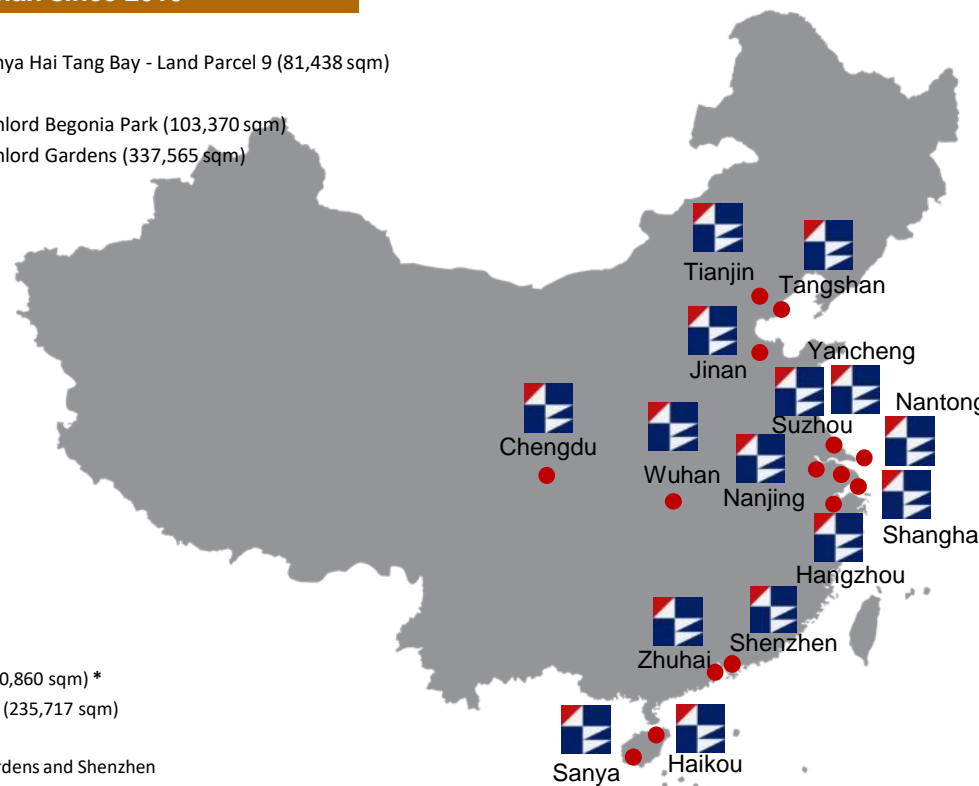 nya Hai Tang Bay - Land Parcel 9 (81,438 sqm)
nlord Begonia Park (103,370 sqm)
nlord Gardens (337,565 sqm)
Tianjin
Tangshan
Jinan
Yancheng
Suzhou
Nantong
Chengdu
Wuhan
Nanjing
Shangha
Hangzhou
Shenzhen
Zhuhai
0,860 sqm) *
(235,717 sqm)
rdens and Shenzhen
Sanya
Haikou